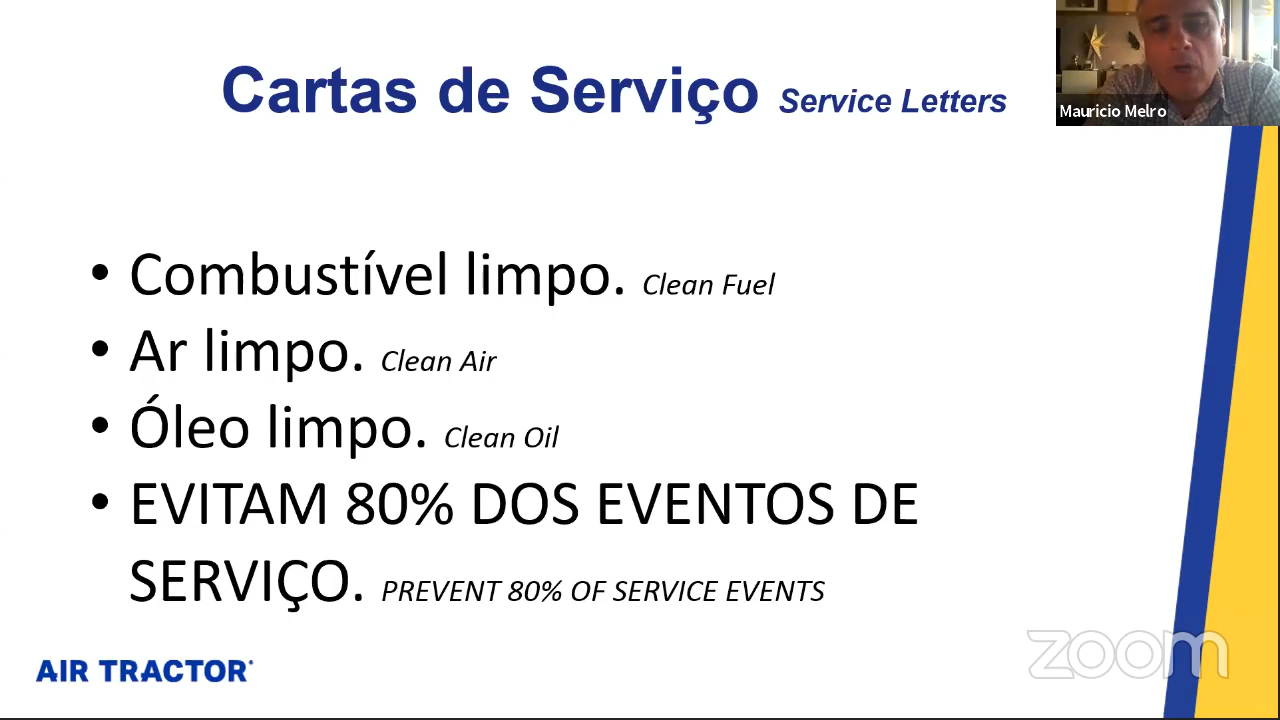 Cartas de Serviço Service Letters
Mauricio Melro
• Combustível limpo. Clean Fuel
• Ar limpo. Clean Air
• Óleo limpo. Clean Oil
• EVITAM 80% DOS EVENTOS DE
SERVIÇO. PREVENT 80% OF SERVICE EVENTS
AIR TRACTOR
zoom